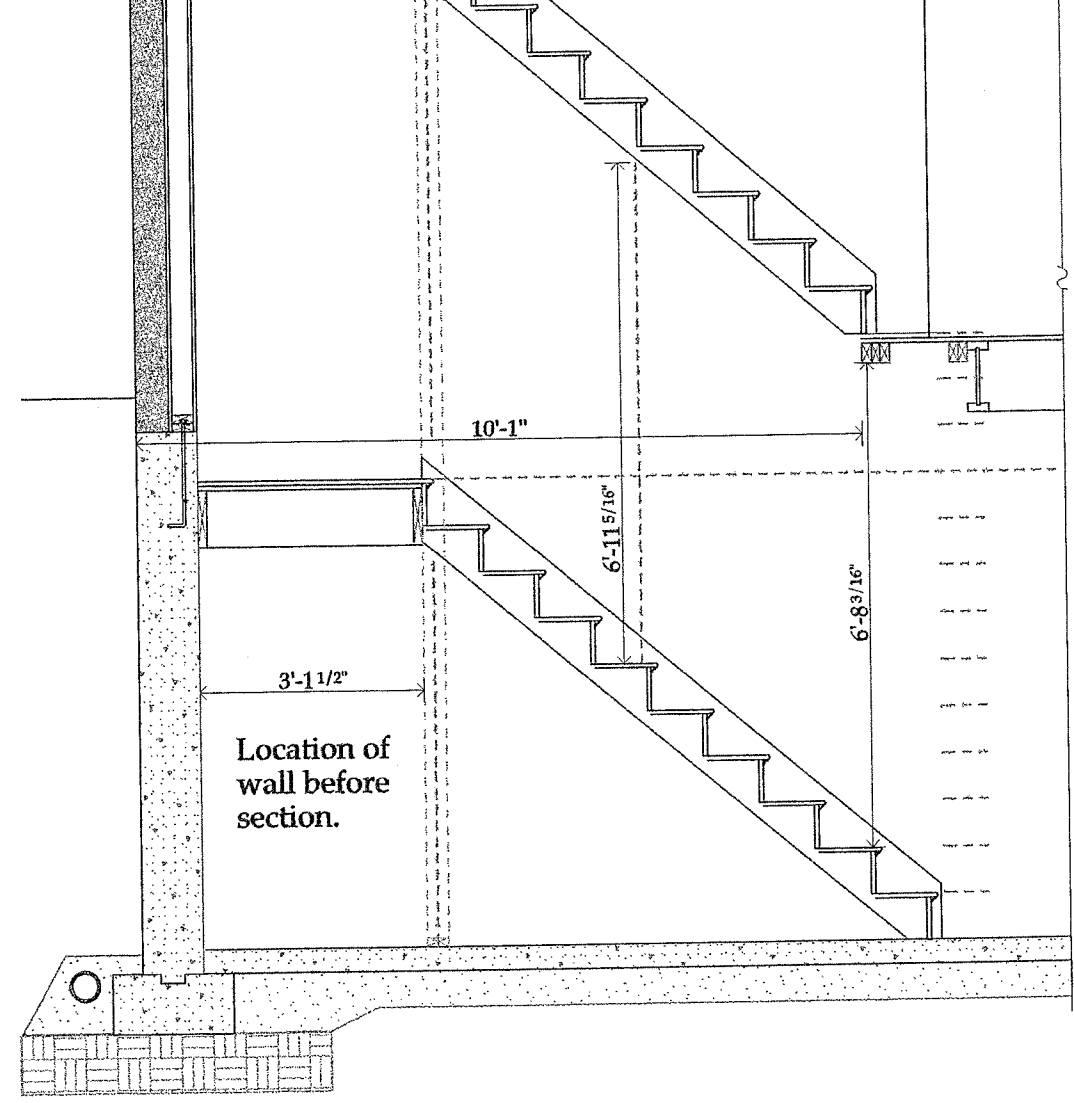 10'-1"
6'-11 5/16"
6'-8 3/16"
3'-1 1/2"
Location of
wall before
section.